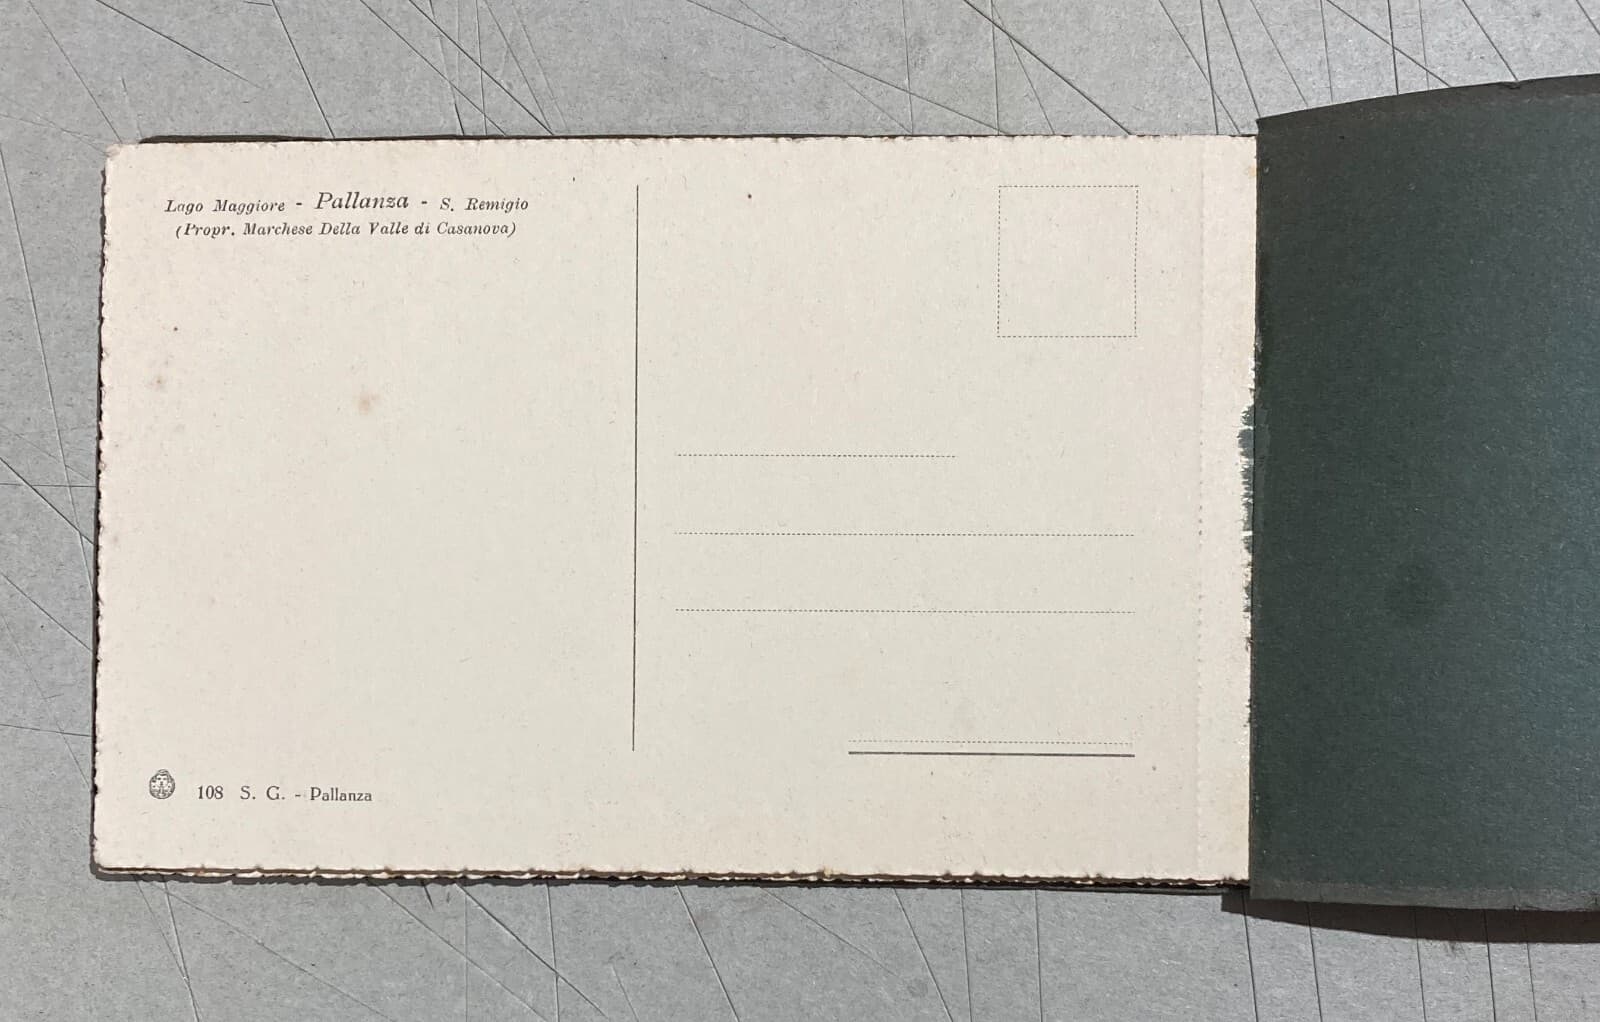 Lago Maggiore - Pallanza - S. Remigio
(Propr. Marchese Della Valle di Casanova)
108 S. G. - Pallanza